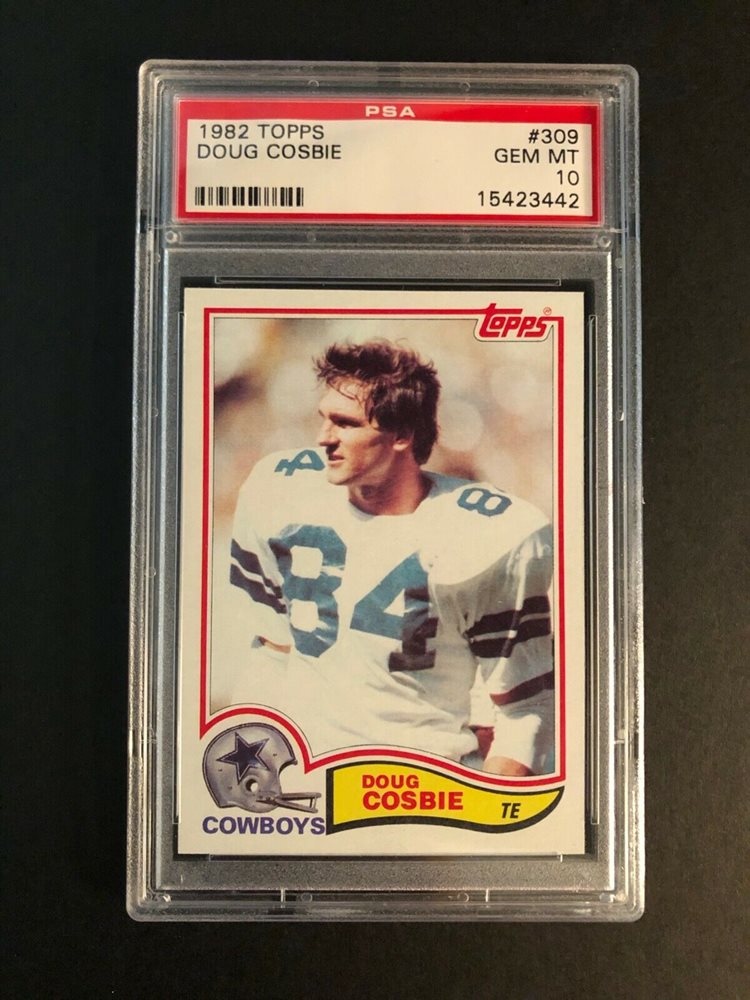 PSA
1982 TOPPS #309
DOUG COSBIE GEM MT
10
15423442
topps®
84
84
DOUG
COSBIE TE
COWBOYS